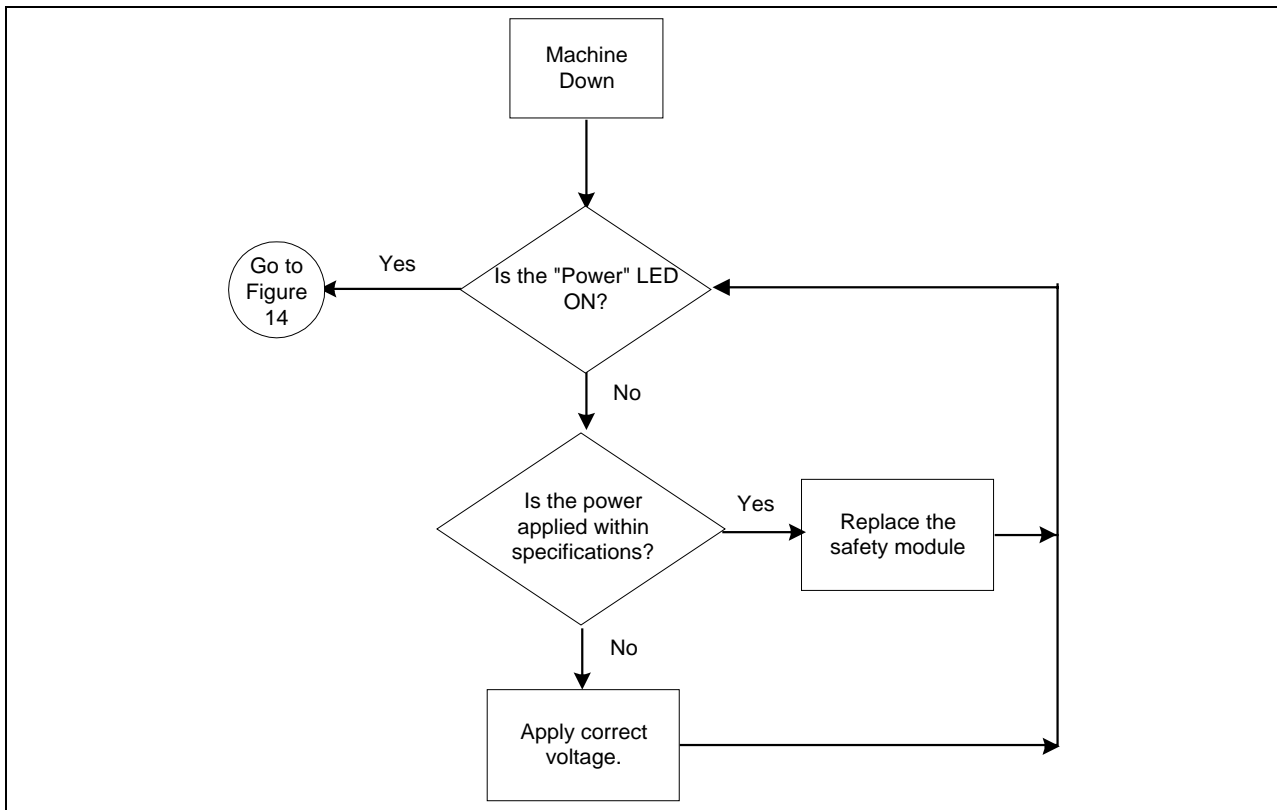 Machine
Down
Is the "Power" LED
ON?
Yes
Go to
Figure
14
No
Is the power
applied within
specifications?
Yes
Replace the
safety module
No
Apply correct
voltage.